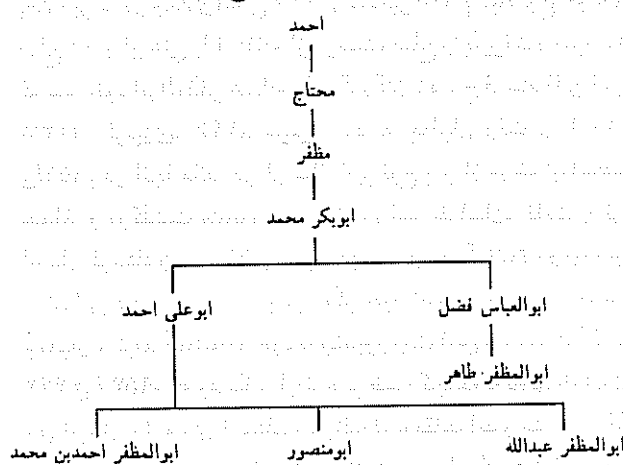 احمد
محتاج
مظفر
ابوبکر محمد
ابوالعباس فضل ابوعلی احمد
ابوالمظفر طاهر
ابوالمظفر عبدالله ابومنصور ابوالمظفر احمدبن محمد